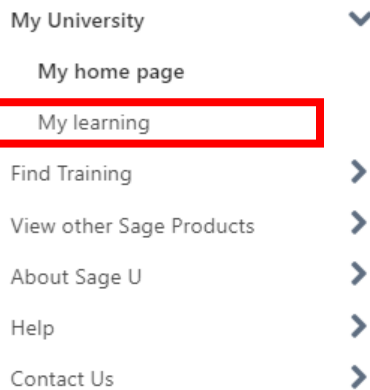 My University
My home page
My learning
Find Training
View other Sage Products
About Sage U
Help
Contact Us